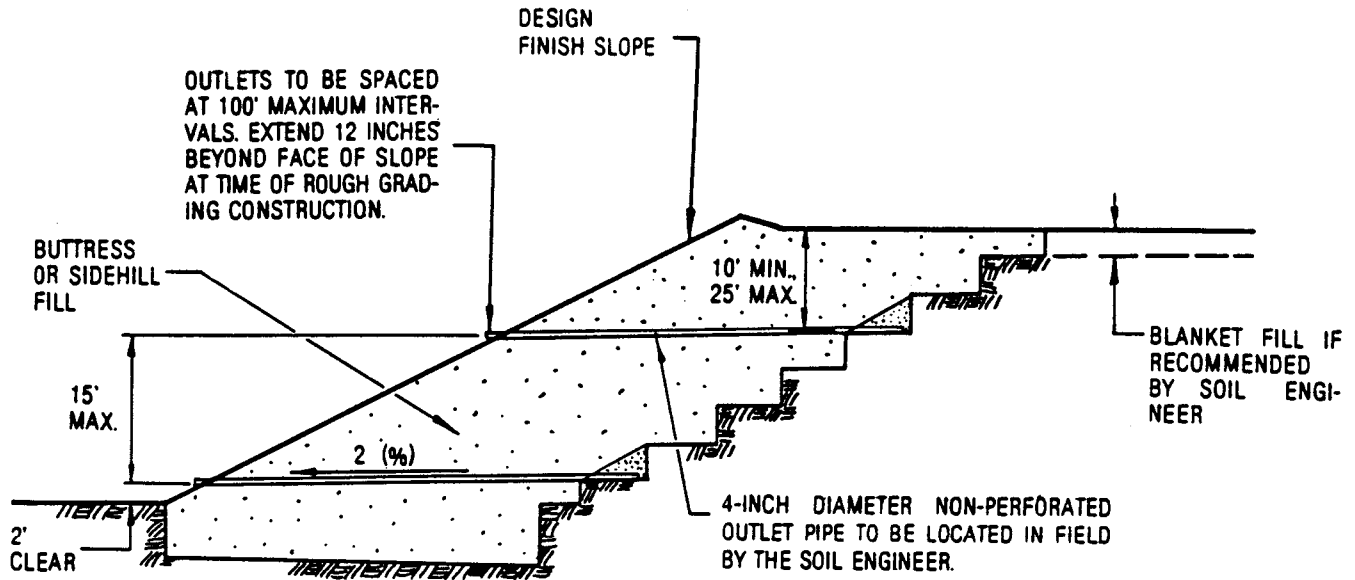 DESIGN
FINISH SLOPE
OUTLETS TO BE SPACED
AT 100' MAXIMUM INTER-
VALS. EXTEND 12 INCHES
BEYOND FACE OF SLOPE
AT TIME OF ROUGH GRAD-
ING CONSTRUCTION.
BUTTRESS
OR SIDEHILL
FILL
10' MIN.,
25' MAX.
BLANKET FILL IF
RECOMMENDED
BY SOIL ENGI-
NEER
15'
MAX.
2 (%)
4-INCH DIAMETER NON-PERFORATED
OUTLET PIPE TO BE LOCATED IN FIELD
BY THE SOIL ENGINEER.
2'
CLEAR